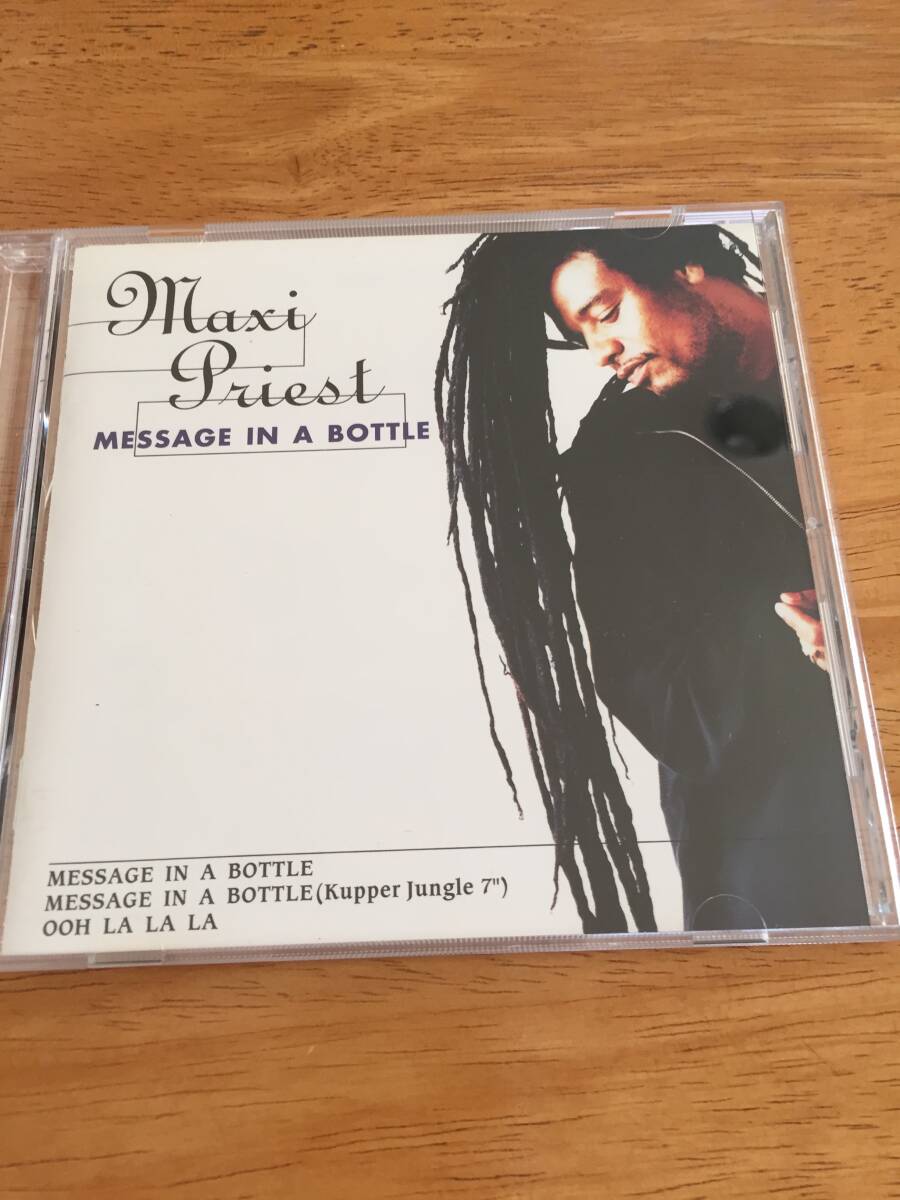 Maxi
Priest
MESSAGE IN A BOTTLE
MESSAGE IN A BOTTLE
MESSAGE IN A BOTTLE (Kupper Jungle 7")
OOH LA LA LA